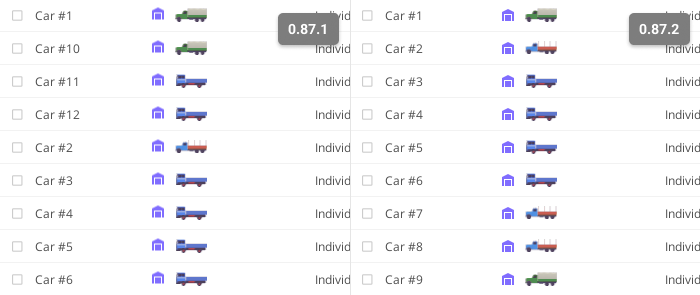 Car #1 Individ
0.87.1
Car #10 Individ
Car #11 Individ
Car #12 Individ
Car #2 Individ
Car #3 Individ
Car #4 Individ
Car #5 Individ
Car #6 Individ
Car #1 Individ
0.87.2
Car #2 Individ
Car #3 Individ
Car #4 Individ
Car #5 Individ
Car #6 Individ
Car #7 Individ
Car #8 Individ
Car #9 Individ